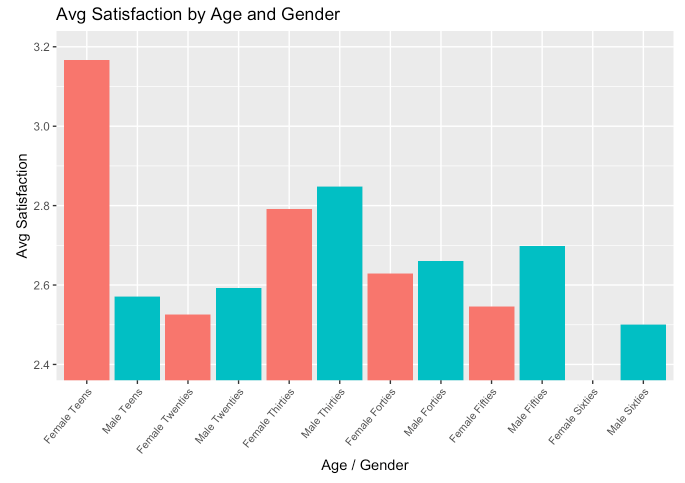 Avg Satisfaction by Age and Gender
Avg Satisfaction
3.2
3.0
2.8
2.6
2.4
Female Teens
Male Teens
Female Twenties
Male Twenties
Female Thirties
Male Thirties
Female Forties
Male Forties
Female Fifties
Male Fifties
Female Sixties
Male Sixties
Age / Gender